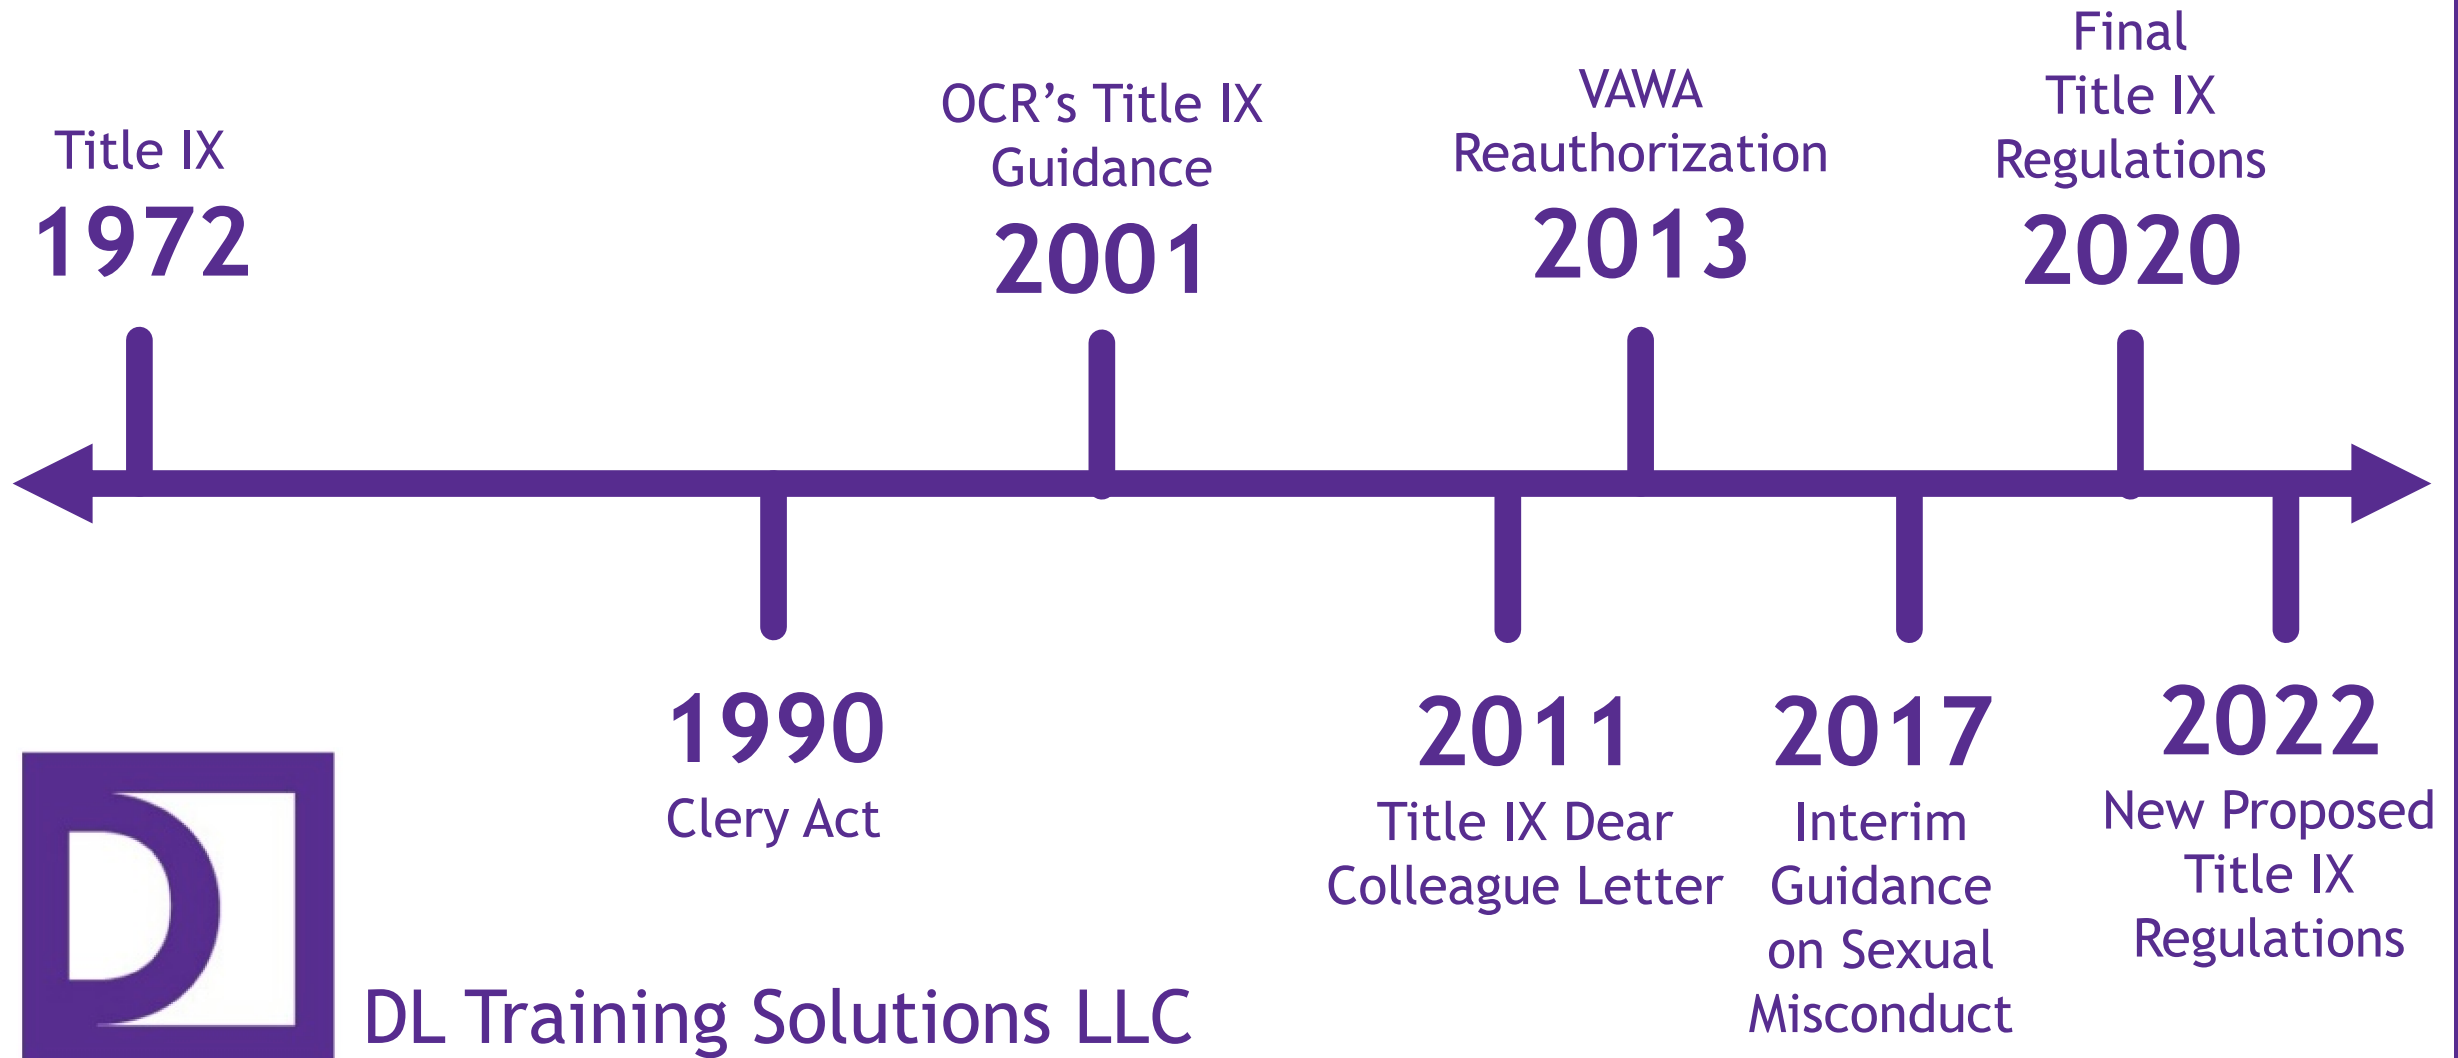 Title IX
1972
1990
Clery Act
OCR’s Title IX
Guidance
2001
2011
Title IX Dear
Colleague Letter
VAWA
Reauthorization
2013
2017
Interim
Guidance
on Sexual
Misconduct
Final
Title IX
Regulations
2020
2022
New Proposed
Title IX
Regulations
D
DL Training Solutions LLC